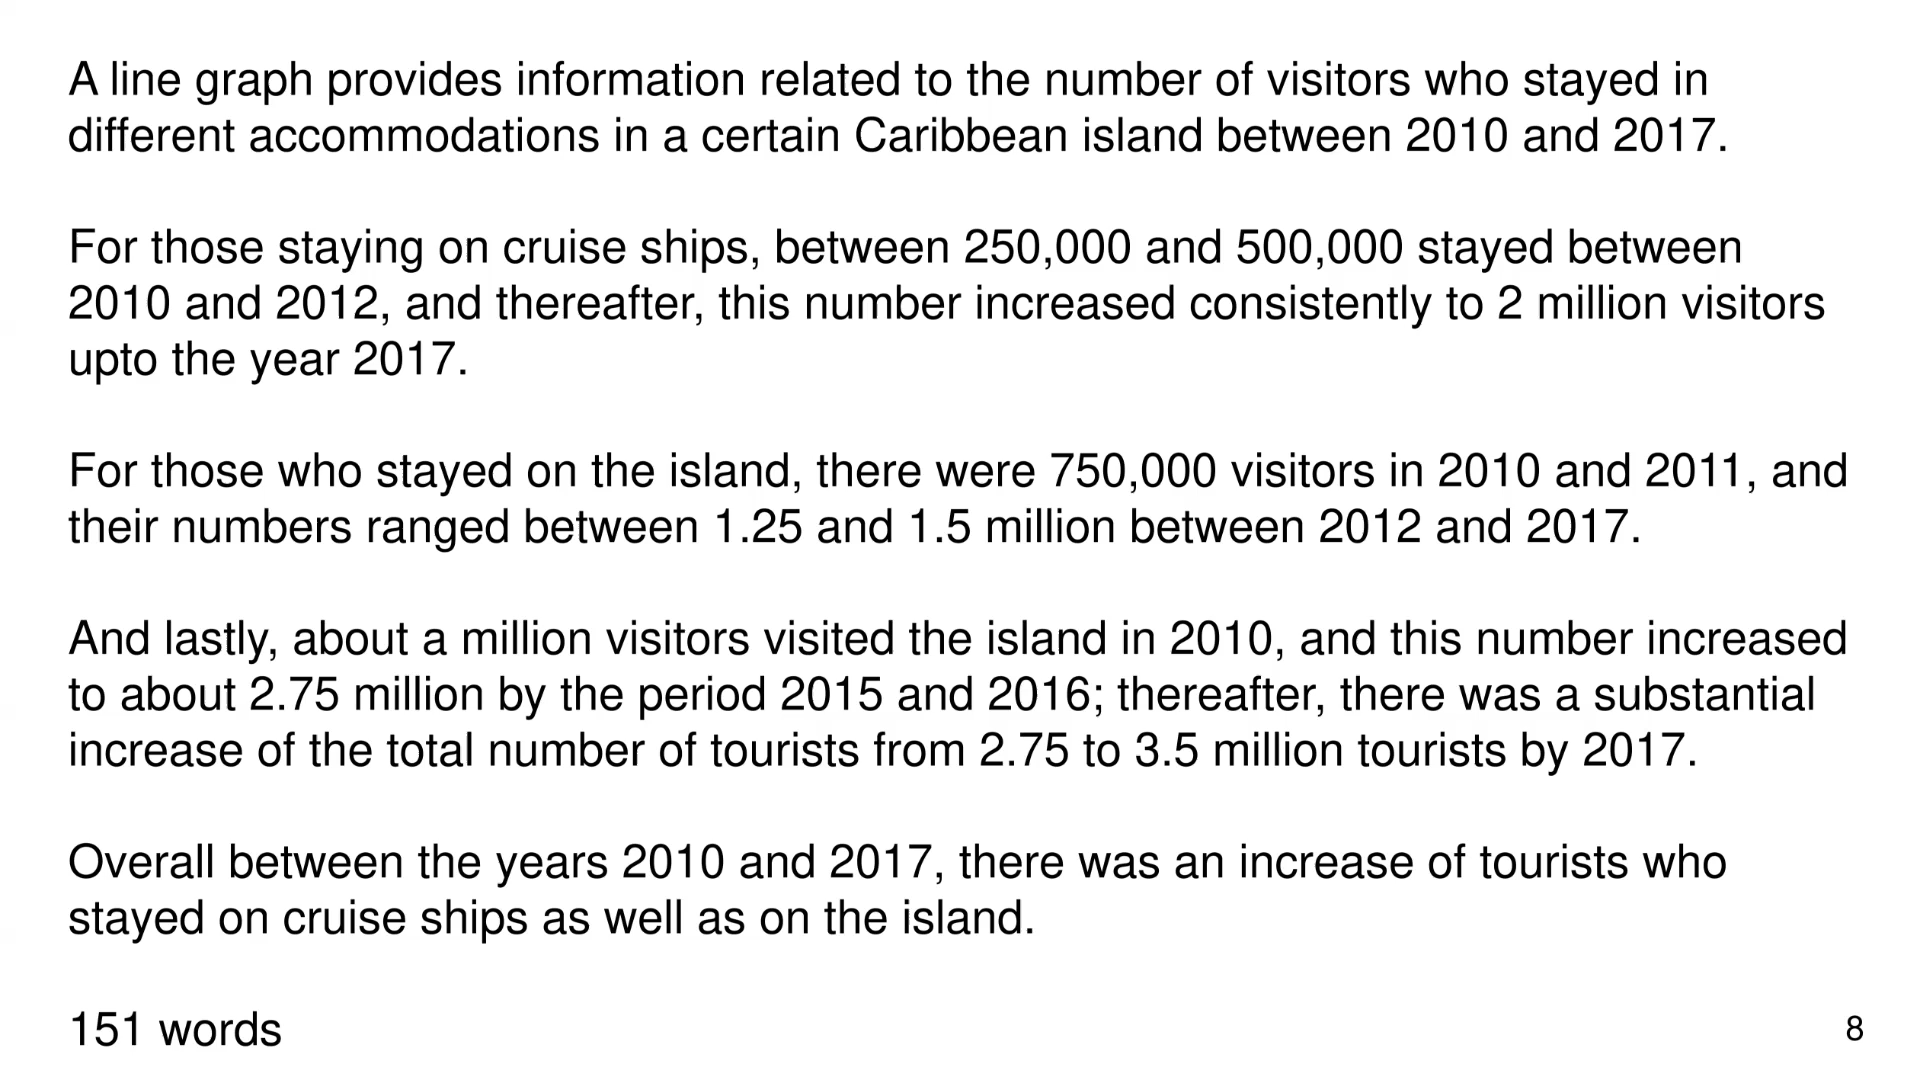 A line graph provides information related to the number of visitors who stayed in
different accommodations in a certain Caribbean island between 2010 and 2017.
For those staying on cruise ships, between 250,000 and 500,000 stayed between
2010 and 2012, and thereafter, this number increased consistently to 2 million visitors
upto the year 2017.
For those who stayed on the island, there were 750,000 visitors in 2010 and 2011, and
their numbers ranged between 1.25 and 1.5 million between 2012 and 2017.
And lastly, about a million visitors visited the island in 2010, and this number increased
to about 2.75 million by the period 2015 and 2016; thereafter, there was a substantial
increase of the total number of tourists from 2.75 to 3.5 million tourists by 2017.
Overall between the years 2010 and 2017, there was an increase of tourists who
stayed on cruise ships as well as on the island.
151 words
8